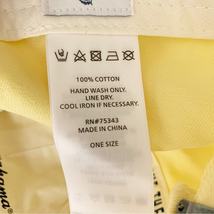 100% COTTON
HAND WASH ONLY.
LINE DRY.
COOL IRON IF NECESSARY.
RN#75343
MADE IN CHINA
ONE SIZE